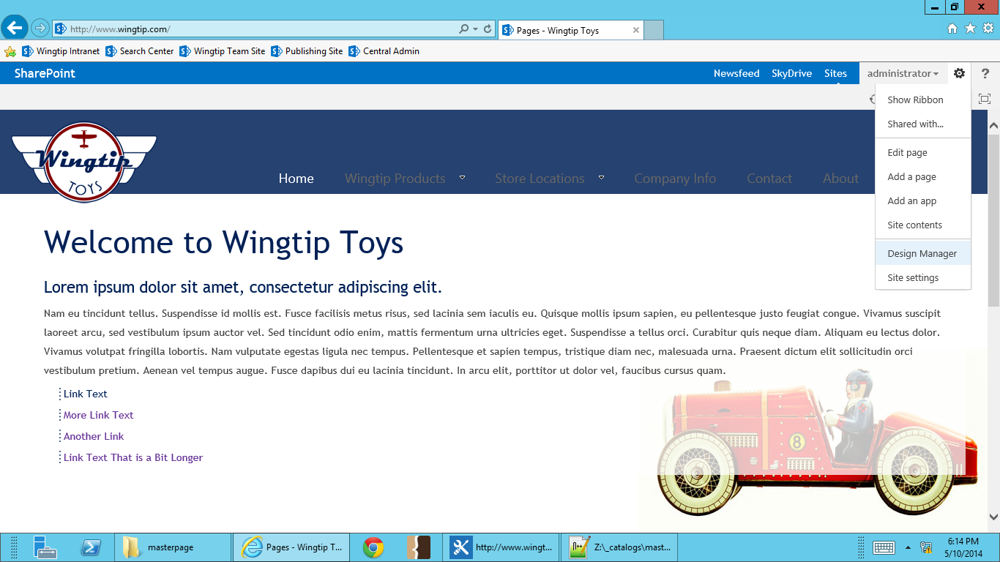 http://www.wingtip.com/
Pages - Wingtip Toys
Wingtip Intranet Search Center Wingtip Team Site Publishing Site Central Admin
SharePoint Newsfeed SkyDrive Sites administrator ?
Show Ribbon
Shared with...
Edit page
Add a page
Add an app
Site contents
Design Manager
Site settings
Wingtip
TOYS
Home Wingtip Products Store Locations Company Info Contact About
Welcome to Wingtip Toys
Lorem ipsum dolor sit amet, consectetur adipiscing elit.
Nam eu tincidunt tellus. Suspendisse id mollis est. Fusce facilisis metus risus, sed lacinia sem iaculis eu. Quisque mollis ipsum sapien, eu pellentesque justo feugiat congue. Vivamus suscipit
laoreet arcu, sed vestibulum ipsum auctor vel. Sed tincidunt odio enim, mattis fermentum urna ultricies eget. Suspendisse a tellus orci. Curabitur quis neque diam. Aliquam eu lectus dolor.
Vivamus volutpat fringilla lobortis. Nam vulputate egestas ligula nec tempus. Pellentesque et sapien tempus, tristique diam nec, malesuada urna. Praesent dictum elit sollicitudin orci
vestibulum pretium. Aenean vel tempus augue. Fusce dapibus dui eu lacinia tincidunt. In arcu elit, porttitor ut dolor vel, faucibus cursus quam.
Link Text
More Link Text
Another Link
Link Text That is a Bit Longer
8
masterpage
Pages - Wingtip T...
http://www.wingt...
Z:\_catalogs\mast...
6:14 PM
5/10/2014